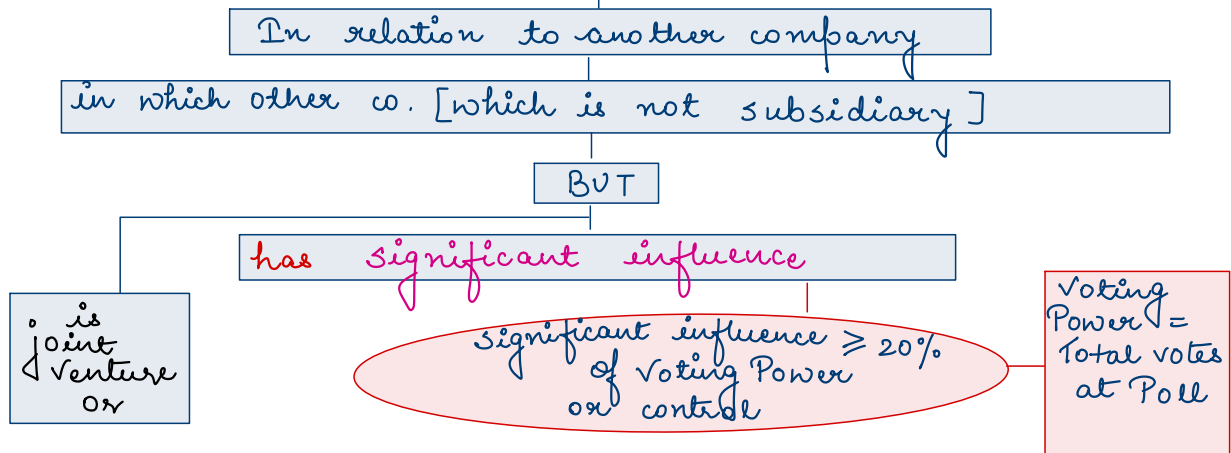 In relation to another company
in which other co. [which is not subsidiary]
BUT
has significant influence
is
joint
venture
or
significant influence ⩾ 20%
of Voting Power
or control
Voting
Power =
Total votes
at Poll